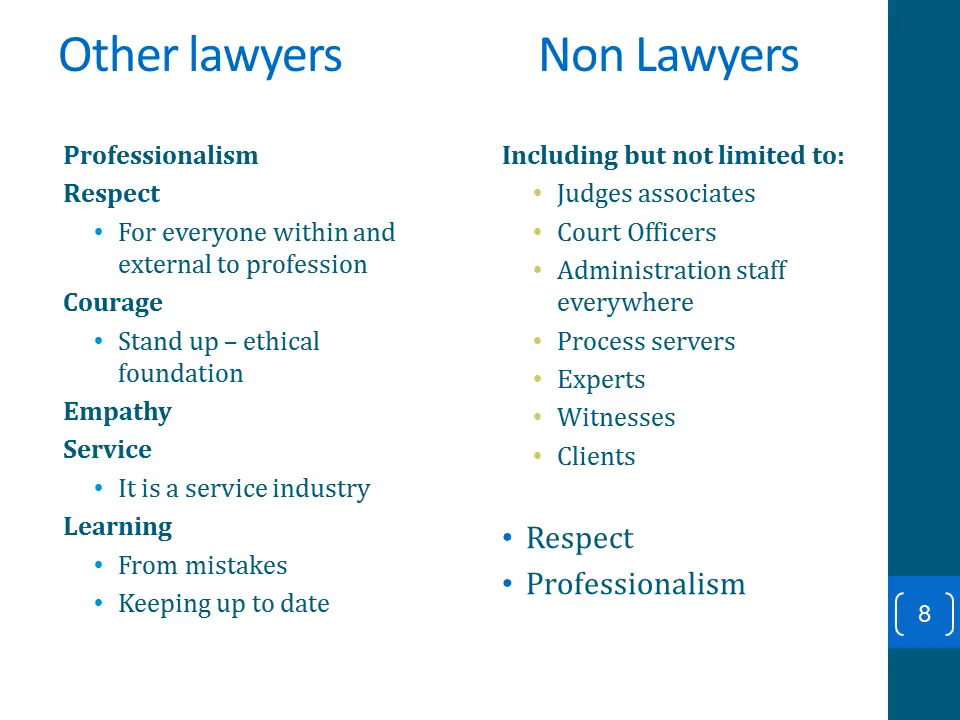 Other lawyers
Professionalism
Respect
• For everyone within and
external to profession
Courage
• Stand up – ethical
foundation
Empathy
Service
• It is a service industry
Learning
• From mistakes
• Keeping up to date
Non Lawyers
Including but not limited to:
• Judges associates
• Court Officers
• Administration staff
everywhere
• Process servers
• Experts
• Witnesses
• Clients
• Respect
• Professionalism
8